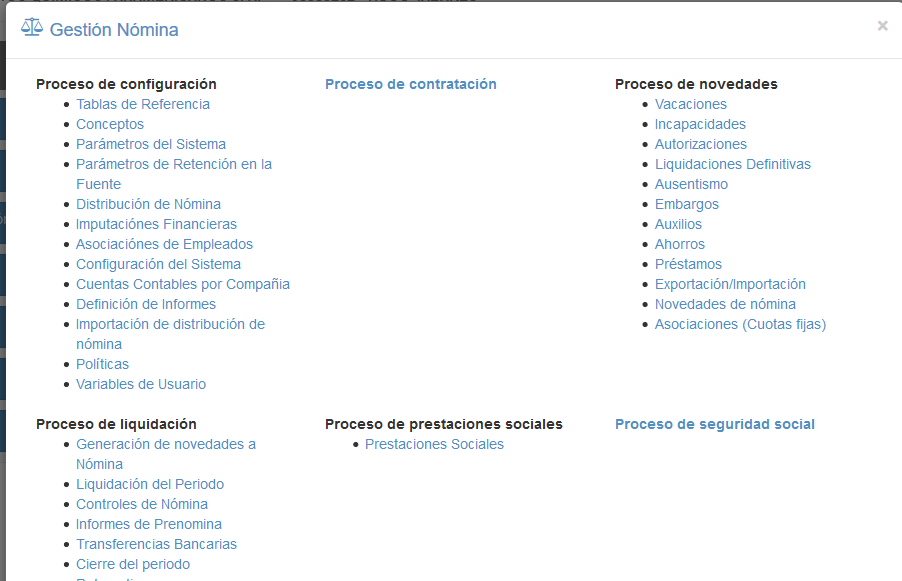 Gestión Nómina
×
Proceso de configuración
Tablas de Referencia
Conceptos
Parámetros del Sistema
Parámetros de Retención en la
Fuente
Distribución de Nómina
Imputaciónes Financieras
Asociaciónes de Empleados
Configuración del Sistema
Cuentas Contables por Compañia
Definición de Informes
Importación de distribución de
nómina
Políticas
Variables de Usuario
Proceso de contratación
Proceso de novedades
Vacaciones
Incapacidades
Autorizaciones
Liquidaciones Definitivas
Ausentismo
Embargos
Auxilios
Ahorros
Préstamos
Exportación/Importación
Novedades de nómina
Asociaciones (Cuotas fijas)
Proceso de liquidación
Generación de novedades a
Nómina
Liquidación del Periodo
Controles de Nómina
Informes de Prenomina
Transferencias Bancarias
Cierre del periodo
Proceso de prestaciones sociales
Prestaciones Sociales
Proceso de seguridad social